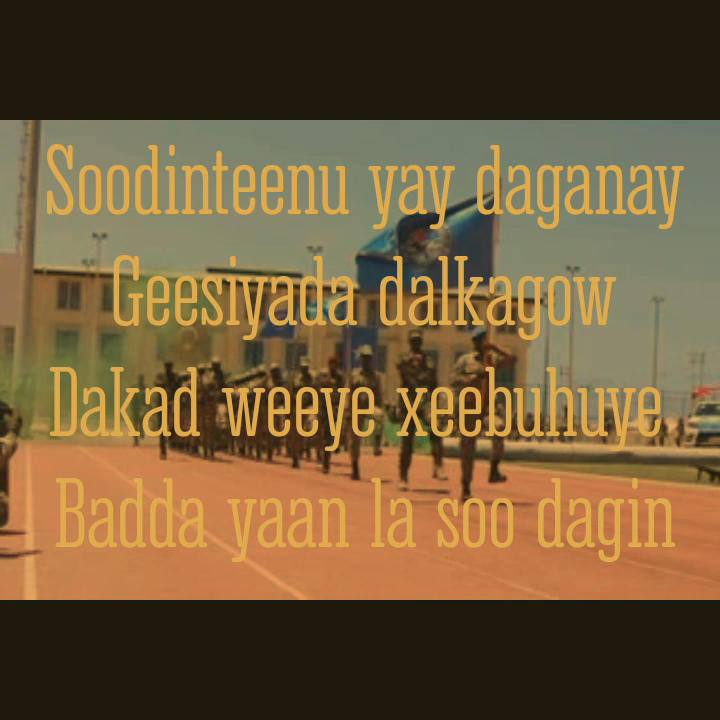 Soodinteenu yay daganay
Geesiyada dalkagow
Dakad weeye xeebuhuye
Badda yaan la soo dagin